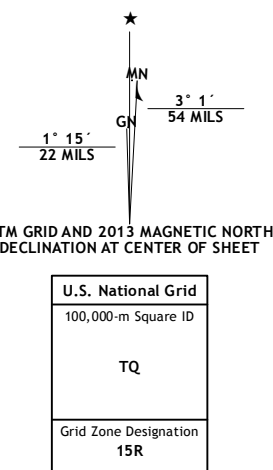 ★
MN
3° 1´
54 MILS
GN
1° 15´
22 MILS
TM GRID AND 2013 MAGNETIC NORTH
DECLINATION AT CENTER OF SHEET
U.S. National Grid
100,000-m Square ID
TQ
Grid Zone Designation
15R